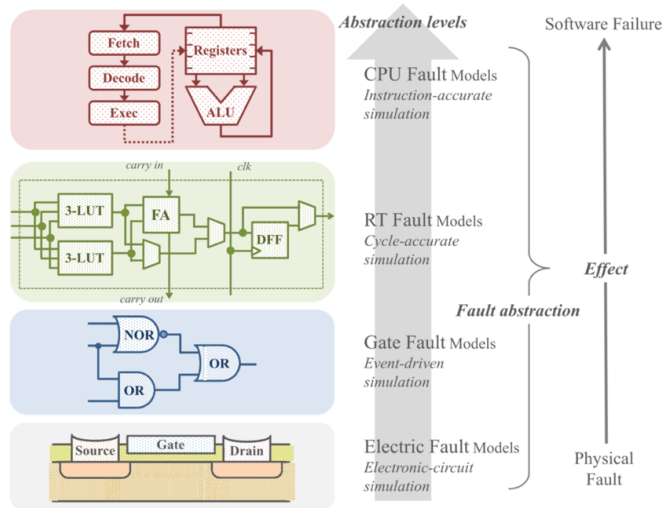 Abstraction levels
Software Failure
Fetch
Registers
Decode
Exec
ALU
CPU Fault Models
Instruction-accurate
simulation
carry in
clk
3-LUT
FA
3-LUT
DFF
carry out
RT Fault Models
Cycle-accurate
simulation
Effect
Fault abstraction
NOR
OR
OR
Gate Fault Models
Event-driven
simulation
Source
Gate
Drain
Electric Fault Models
Electronic-circuit
simulation
Physical
Fault